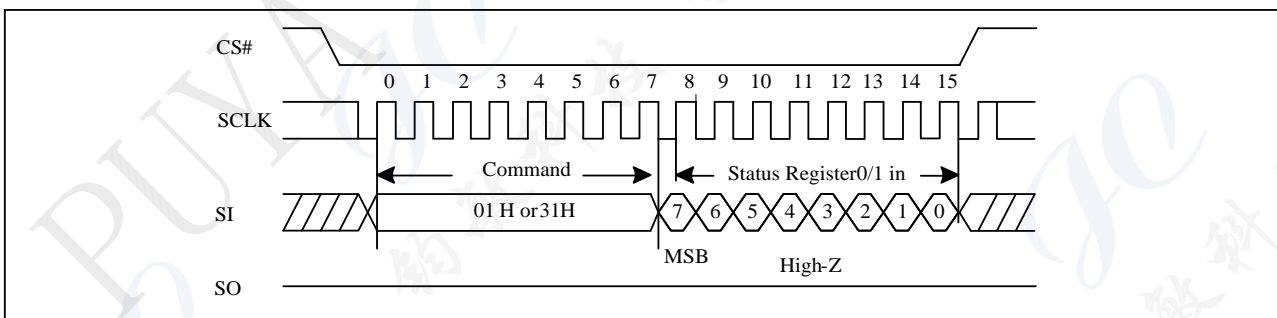 CS#
0 1 2 3 4 5 6 7 8 9 10 11 12 13 14 15
SCLK
Command
Status Register0/1 in
SI
01 H or31H
7 6 5 4 3 2 1 0
MSB
High-Z
SO
PUYA